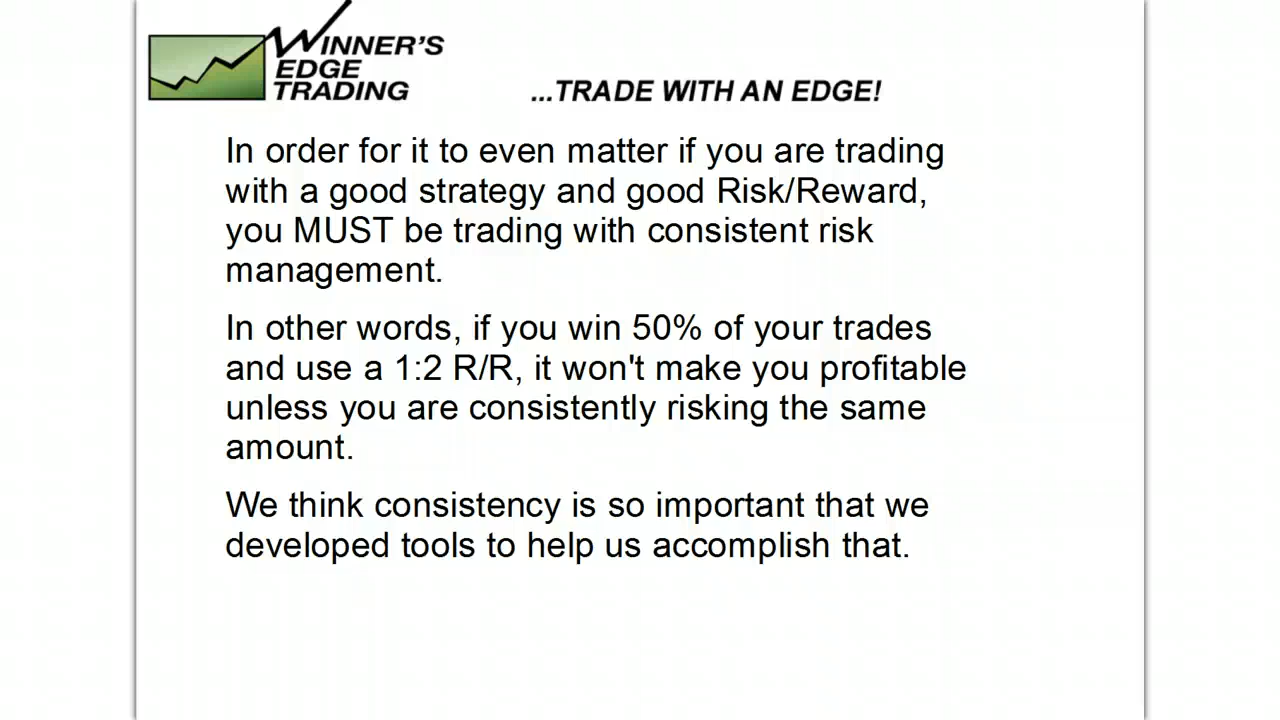 WINNER'S
EDGE
TRADING
...TRADE WITH AN EDGE!
In order for it to even matter if you are trading
with a good strategy and good Risk/Reward,
you MUST be trading with consistent risk
management.
In other words, if you win 50% of your trades
and use a 1:2 R/R, it won't make you profitable
unless you are consistently risking the same
amount.
We think consistency is so important that we
developed tools to help us accomplish that.